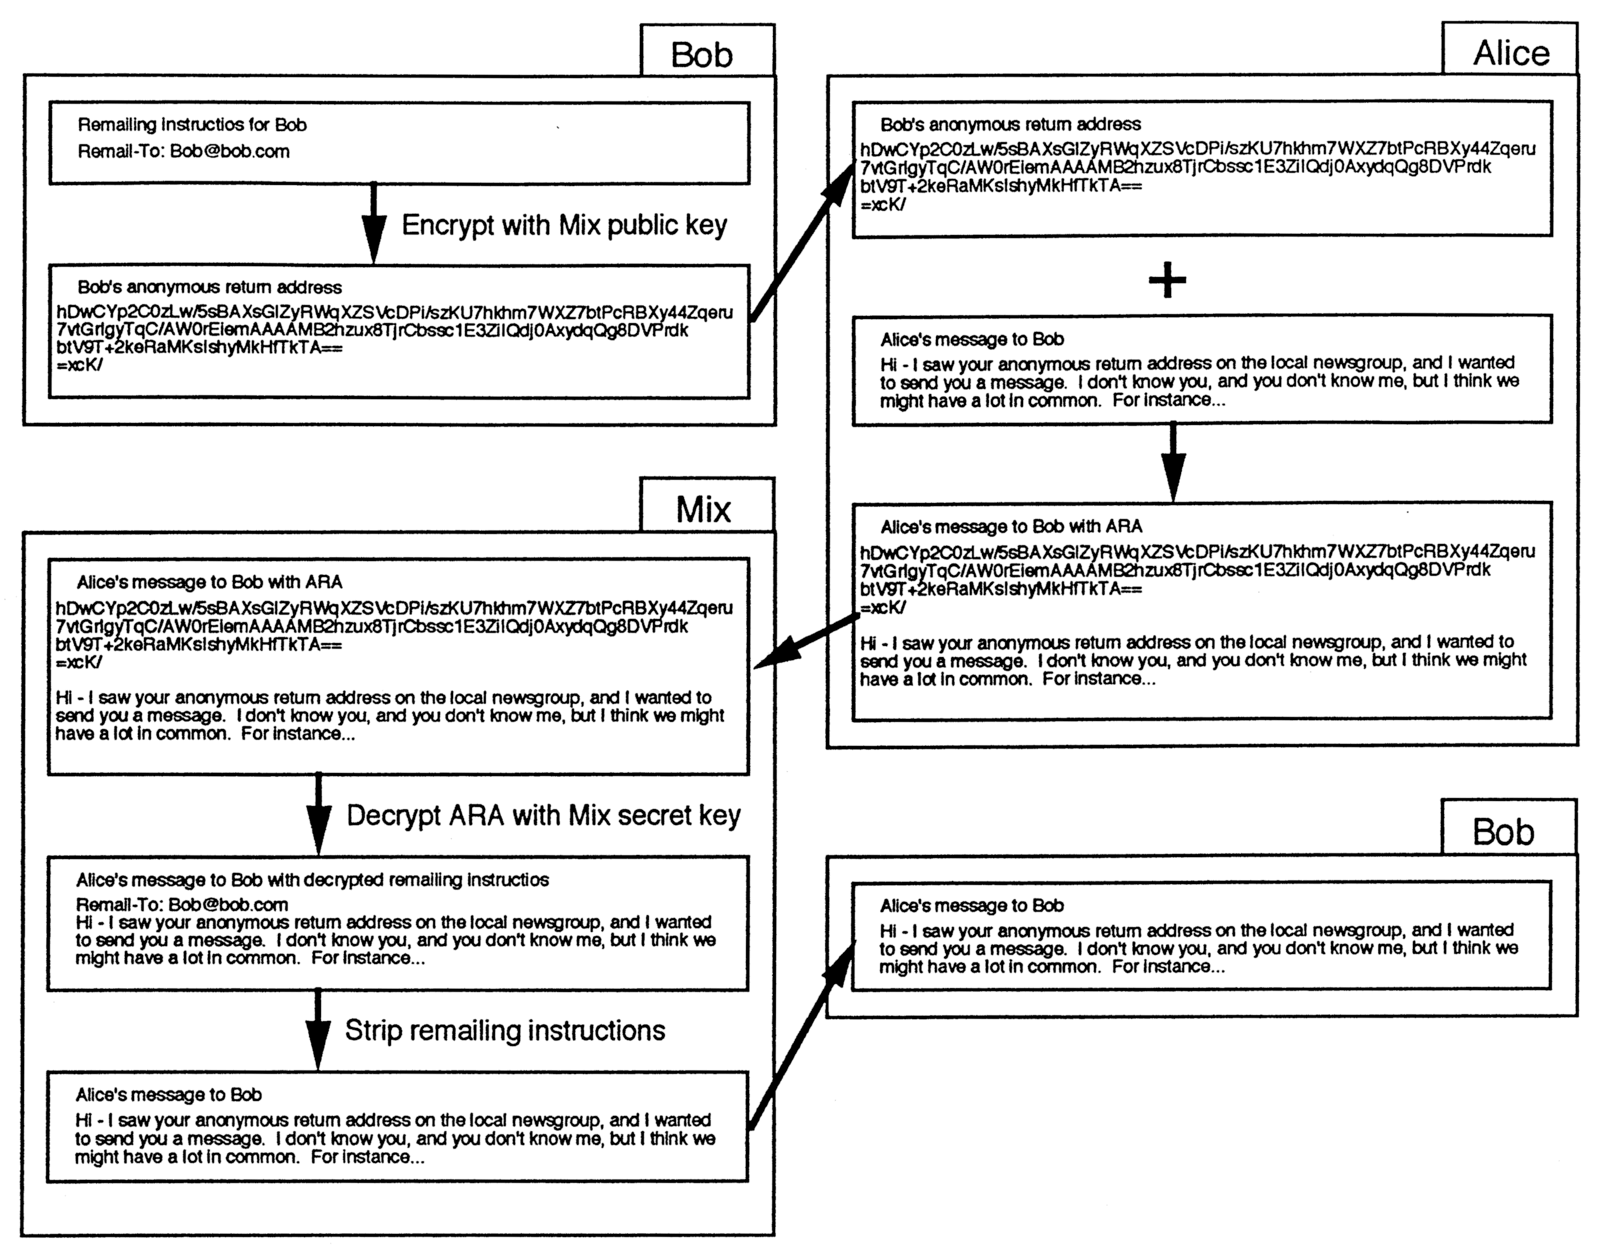 Bob
Remailing Instructios for Bob
Remail-To: Bob@bob.com
Encrypt with Mix public key
Bob's anonymous return address
hDwCYp2C0zLw/5sBAXsGIZyRWqXZSVcDPi/szKU7hkhm7WXZ7btPcRBXy44Zqeru
7vtGrIgyTqC/AW0rEiemAAAAMB2hzux8TjrCbssc1E3ZiIQdj0AxydqQg8DVPrdk
btV9T+2keRaMKsIshyMkHfTkTA==
=xcK/
Alice
Bob's anonymous return address
hDwCYp2C0zLw/5sBAXsGIZyRWqXZSVcDPi/szKU7hkhm7WXZ7btPcRBXy44Zqeru
7vtGrIgyTqC/AW0rEiemAAAAMB2hzux8TjrCbssc1E3ZiIQdj0AxydqQg8DVPrdk
btV9T+2keRaMKsIshyMkHfTkTA==
=xcK/
+
Alice's message to Bob
Hi - I saw your anonymous return address on the local newsgroup, and I wanted
to send you a message.  I don't know you, and you don't know me, but I think we
might have a lot in common.  For instance...
Alice's message to Bob with ARA
hDwCYp2C0zLw/5sBAXsGIZyRWqXZSVcDPi/szKU7hkhm7WXZ7btPcRBXy44Zqeru
7vtGrIgyTqC/AW0rEiemAAAAMB2hzux8TjrCbssc1E3ZiIQdj0AxydqQg8DVPrdk
btV9T+2keRaMKsIshyMkHfTkTA==
=xcK/
Hi - I saw your anonymous return address on the local newsgroup, and I wanted to
send you a message.  I don't know you, and you don't know me, but I think we might
have a lot in common.  For instance...
Mix
Alice's message to Bob with ARA
hDwCYp2C0zLw/5sBAXsGIZyRWqXZSVcDPi/szKU7hkhm7WXZ7btPcRBXy44Zqeru
7vtGrIgyTqC/AW0rEiemAAAAMB2hzux8TjrCbssc1E3ZiIQdj0AxydqQg8DVPrdk
btV9T+2keRaMKsIshyMkHfTkTA==
=xcK/
Hi - I saw your anonymous return address on the local newsgroup, and I wanted to
send you a message.  I don't know you, and you don't know me, but I think we might
have a lot in common.  For instance...
Decrypt ARA with Mix secret key
Alice's message to Bob with decrypted remailing instructios
Remail-To: Bob@bob.com
Hi - I saw your anonymous return address on the local newsgroup, and I wanted
to send you a message.  I don't know you, and you don't know me, but I think we
might have a lot in common.  For instance...
Strip remailing instructions
Alice's message to Bob
Hi - I saw your anonymous return address on the local newsgroup, and I wanted
to send you a message.  I don't know you, and you don't know me, but I think we
might have a lot in common.  For instance...
Bob
Alice's message to Bob
Hi - I saw your anonymous return address on the local newsgroup, and I wanted
to send you a message.  I don't know you, and you don't know me, but I think we
might have a lot in common.  For instance...